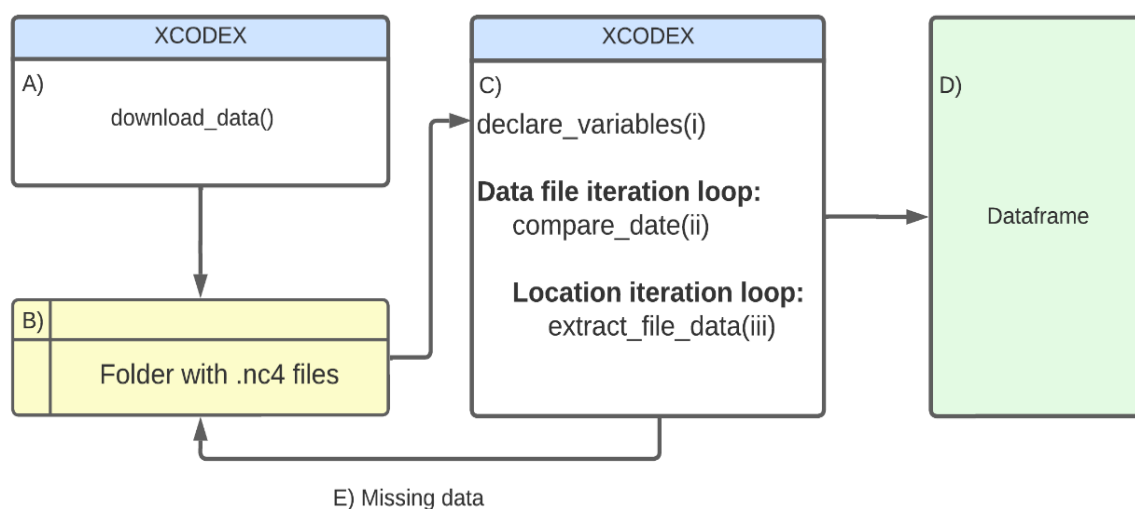 XCODEX
A)
download_data()
B)
Folder with .nc4 files
XCODEX
C)
declare_variables(i)
Data file iteration loop:
compare_date(ii)
Location iteration loop:
extract_file_data(iii)
D)
Dataframe
E) Missing data